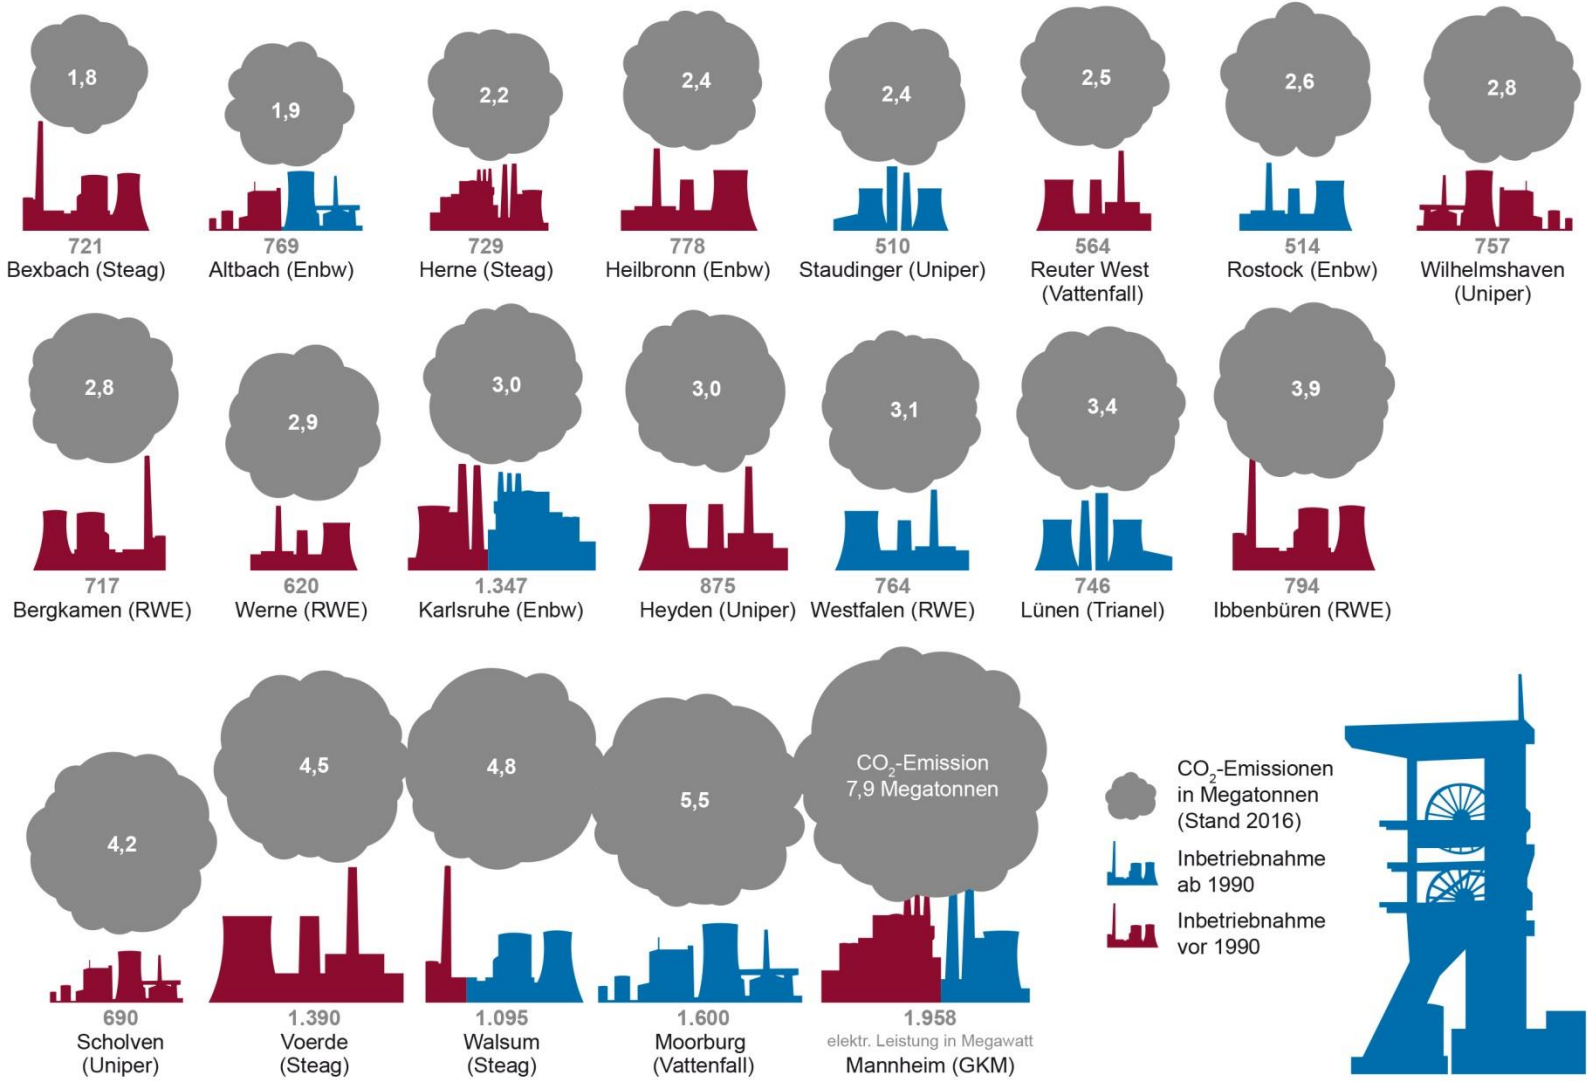 1,8
1,9
2,2
2,4
2,4
2,5
2,6
2,8
721
769
729
778
510
564
514
757
Bexbach (Steag)
Altbach (Enbw)
Herne (Steag)
Heilbronn (Enbw)
Staudinger (Uniper)
Reuter West
(Vattenfall)
Rostock (Enbw)
Wilhelmshaven
(Uniper)
2,8
2,9
3,0
3,0
3,1
3,4
3,9
717
620
1.347
875
764
746
794
Bergkamen (RWE)
Werne (RWE)
Karlsruhe (Enbw)
Heyden (Uniper)
Westfalen (RWE)
Lünen (Trianel)
Ibbenbüren (RWE)
4,2
4,5
4,8
5,5
CO₂-Emission
7,9 Megatonnen
690
Scholven
(Uniper)
1.390
Voerde
(Steag)
1.095
Walsum
(Steag)
1.600
Moorburg
(Vattenfall)
1.958
elektr. Leistung in Megawatt
Mannheim (GKM)
CO₂-Emissionen
in Megatonnen
(Stand 2016)
Inbetriebnahme
ab 1990
Inbetriebnahme
vor 1990